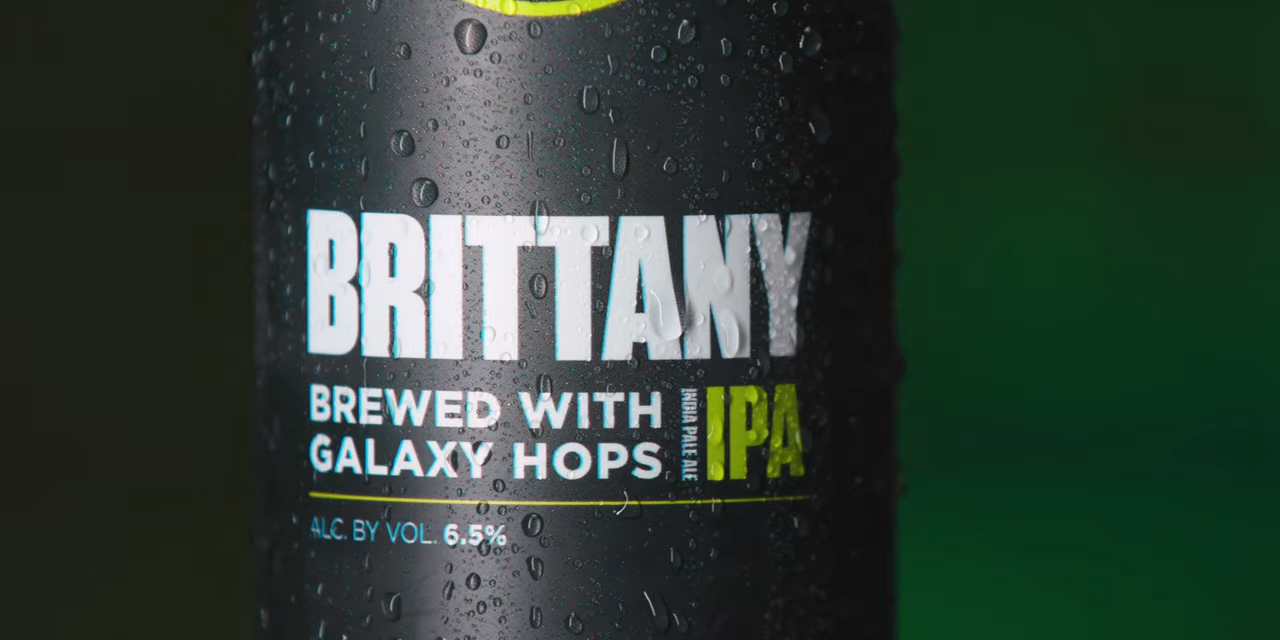 BRITTANY
BREWED WITH
GALAXY HOPS
INDIA PALE ALE
IPA
ALC. BY VOL. 6.5%